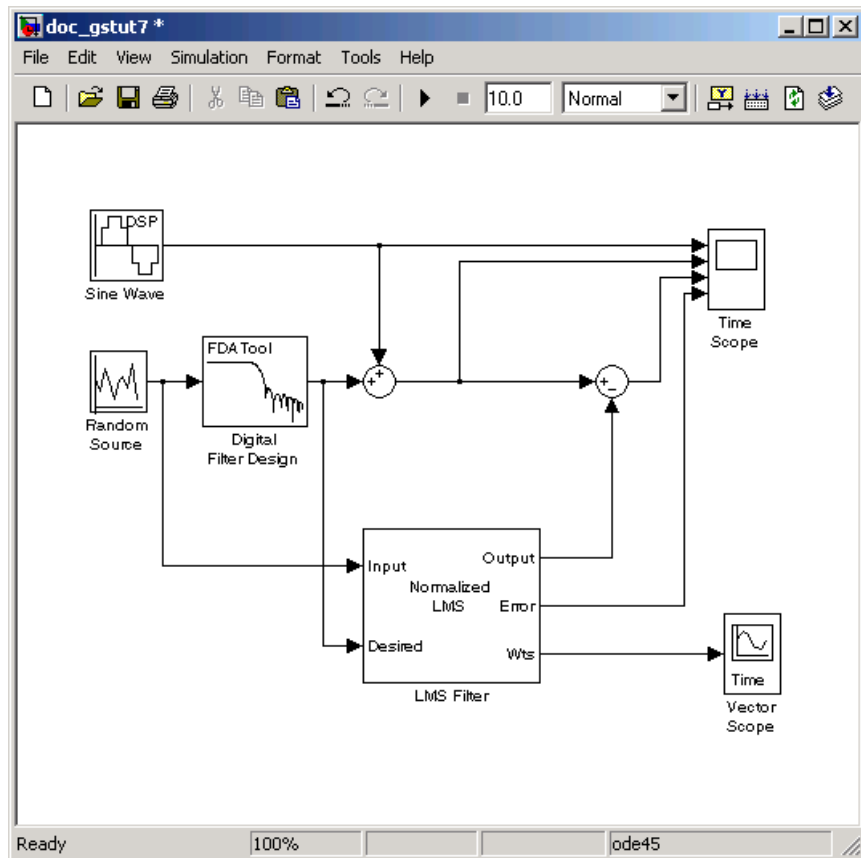 doc_gstut7 *
File Edit View Simulation Format Tools Help
10.0 Normal
DSP
Sine Wave
Time
Scope
FDATool
Random
Source
Digital
Filter Design
+ +
+ -
Input
Output
Normalized
LMS
Error
Desired
Wts
LMS Filter
Time
Vector
Scope
Ready 100% ode45